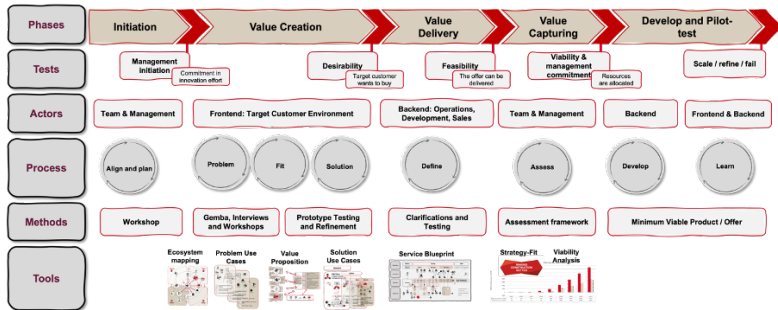 Phases
Initiation
Value Creation
Value
Delivery
Value
Capturing
Develop and Pilot-
test
Tests
Management
initiation
Commitment in
innovation effort
Desirability
Target customer
wants to buy
Feasibility
The offer can be
delivered
Viability &
management
commitment
Resources
are allocated
Scale / refine / fail
Actors
Team & Management
Frontend: Target Customer Environment
Backend: Operations,
Development, Sales
Team & Management
Backend
Frontend & Backend
Process
Align and plan
Problem
Fit
Solution
Define
Assess
Develop
Learn
Methods
Workshop
Gemba, Interviews
and Workshops
Prototype Testing
and Refinement
Clarifications and
Testing
Assessment framework
Minimum Viable Product / Offer
Tools
Ecosystem
mapping
Problem Use
Cases
Value
Proposition
Solution
Use Cases
Service Blueprint
Strategy-Fit
Viability
Analysis